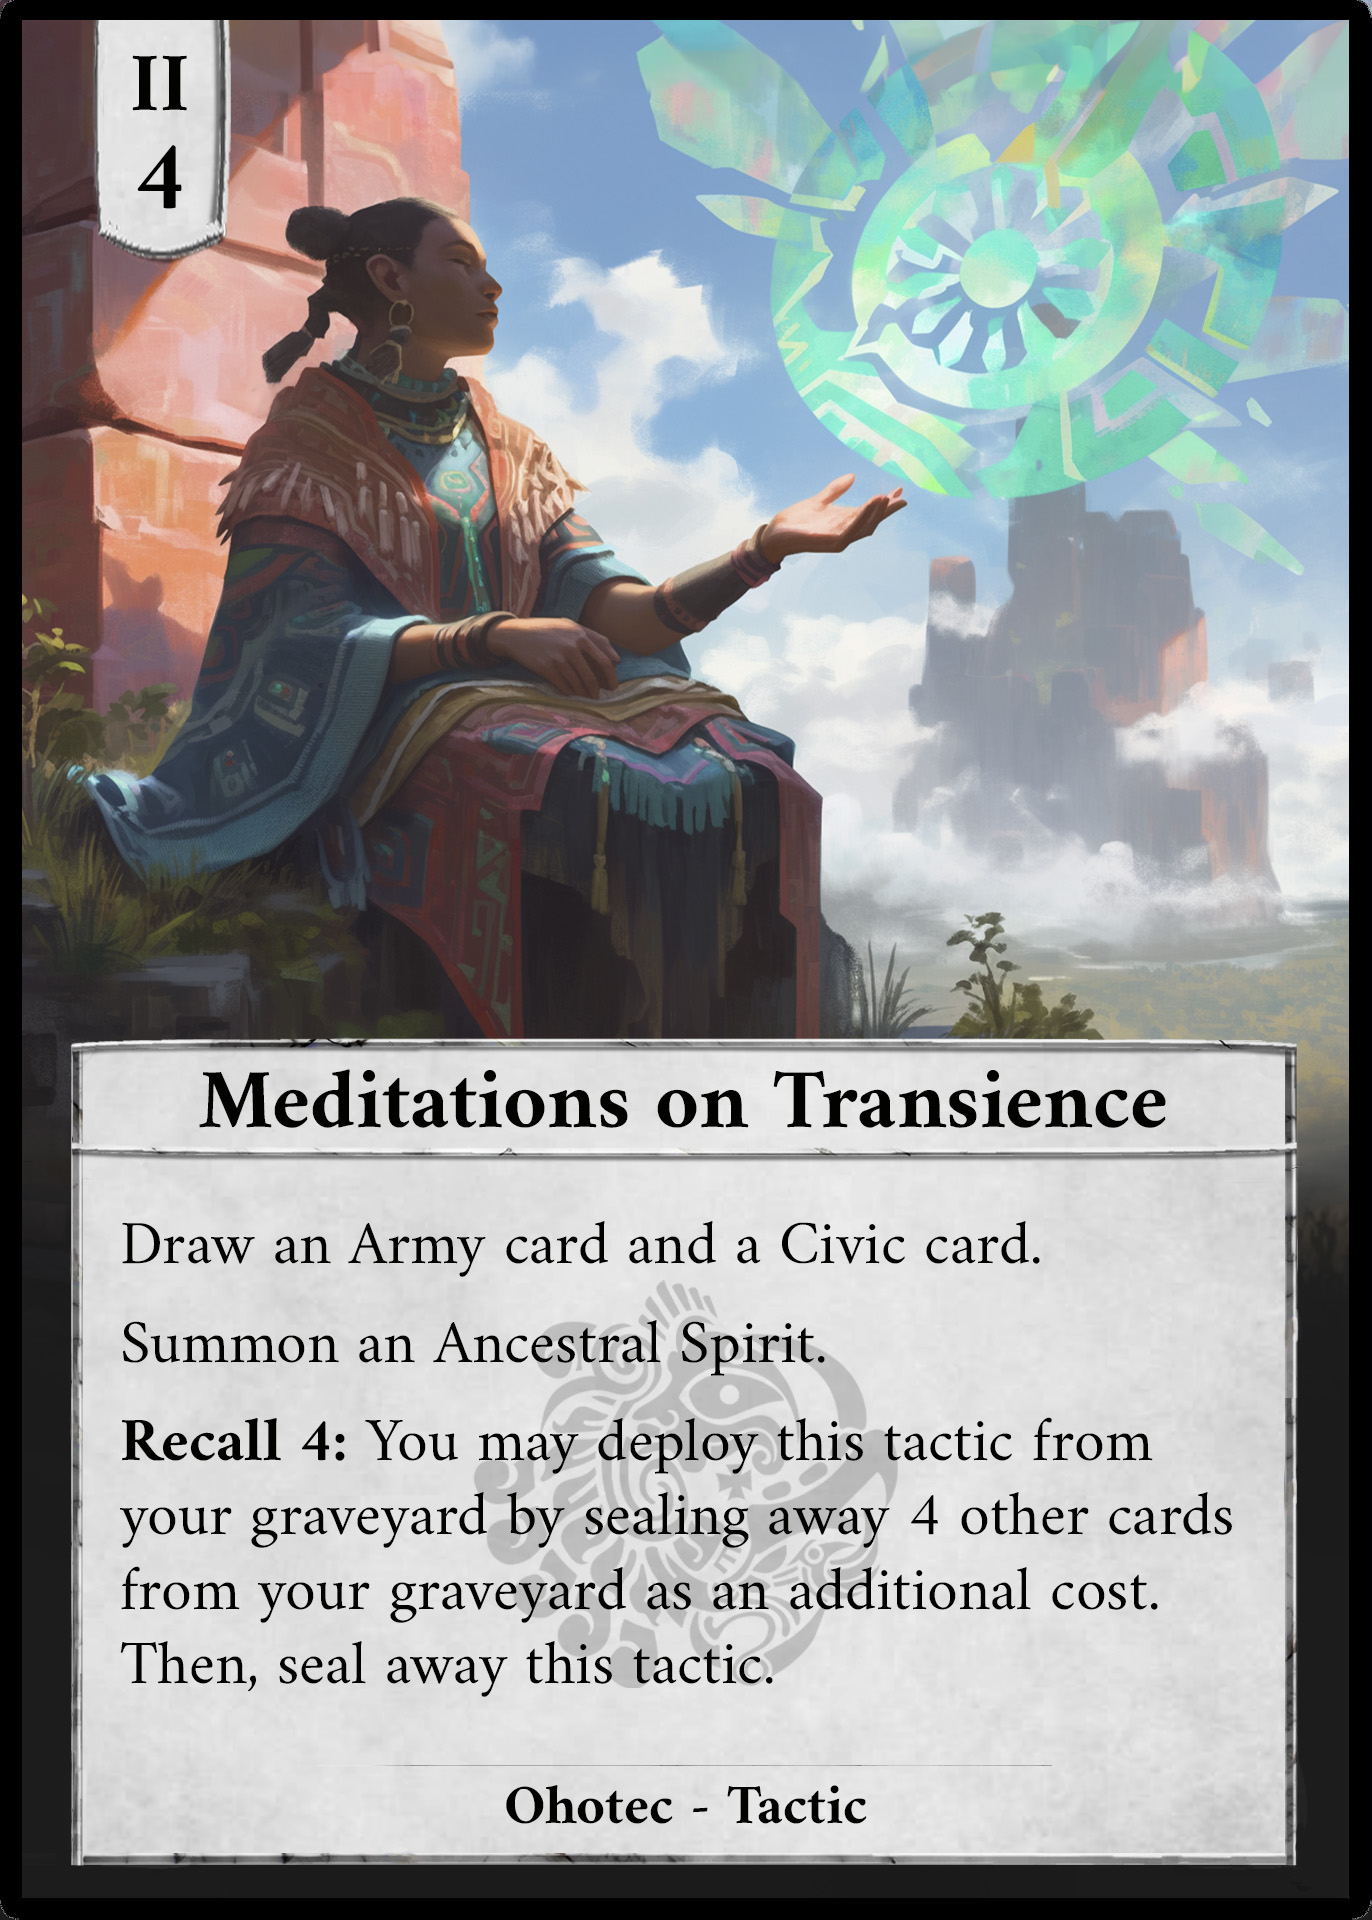 II
4
Meditations on Transience
Draw an Army card and a Civic card.
Summon an Ancestral Spirit.
Recall 4: You may deploy this tactic from
your graveyard by sealing away 4 other cards
from your graveyard as an additional cost.
Then, seal away this tactic.
Ohotec - Tactic